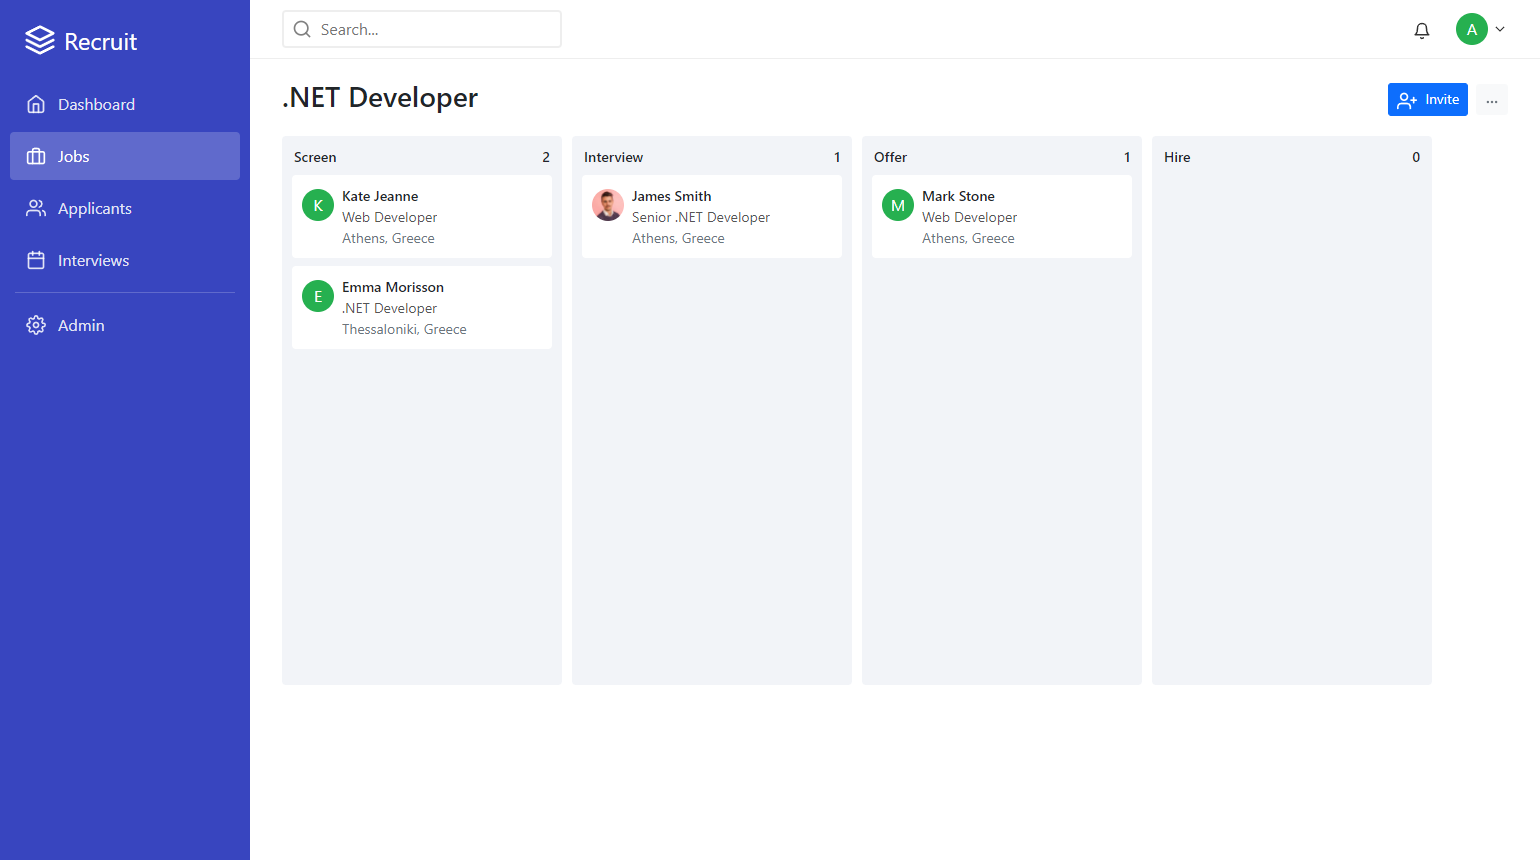 Recruit
Dashboard
Jobs
Applicants
Interviews
Admin
Search...
A
.NET Developer
Invite
...
Screen 2
K
Kate Jeanne
Web Developer
Athens, Greece
E
Emma Morisson
.NET Developer
Thessaloniki, Greece
Interview 1
James Smith
Senior .NET Developer
Athens, Greece
Offer 1
M
Mark Stone
Web Developer
Athens, Greece
Hire 0